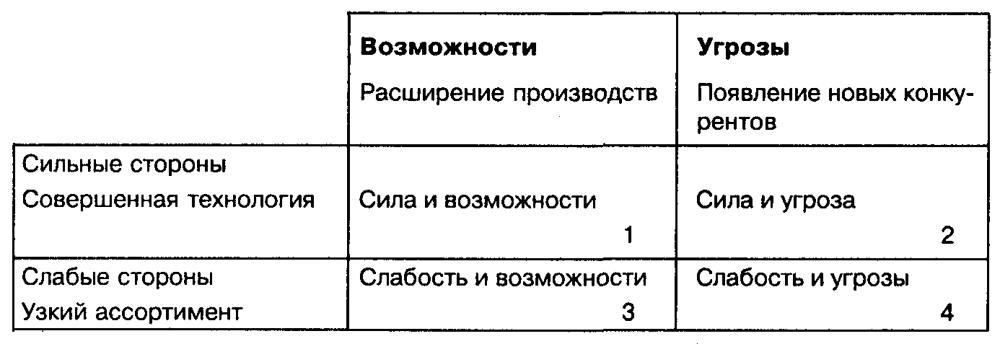 Возможности
Угрозы
Расширение производств
Появление новых конку-
рентов
Сильные стороны
Совершенная технология
Сила и возможности
1
Сила и угроза
2
Слабые стороны
Узкий ассортимент
Слабость и возможности
3
Слабость и угрозы
4